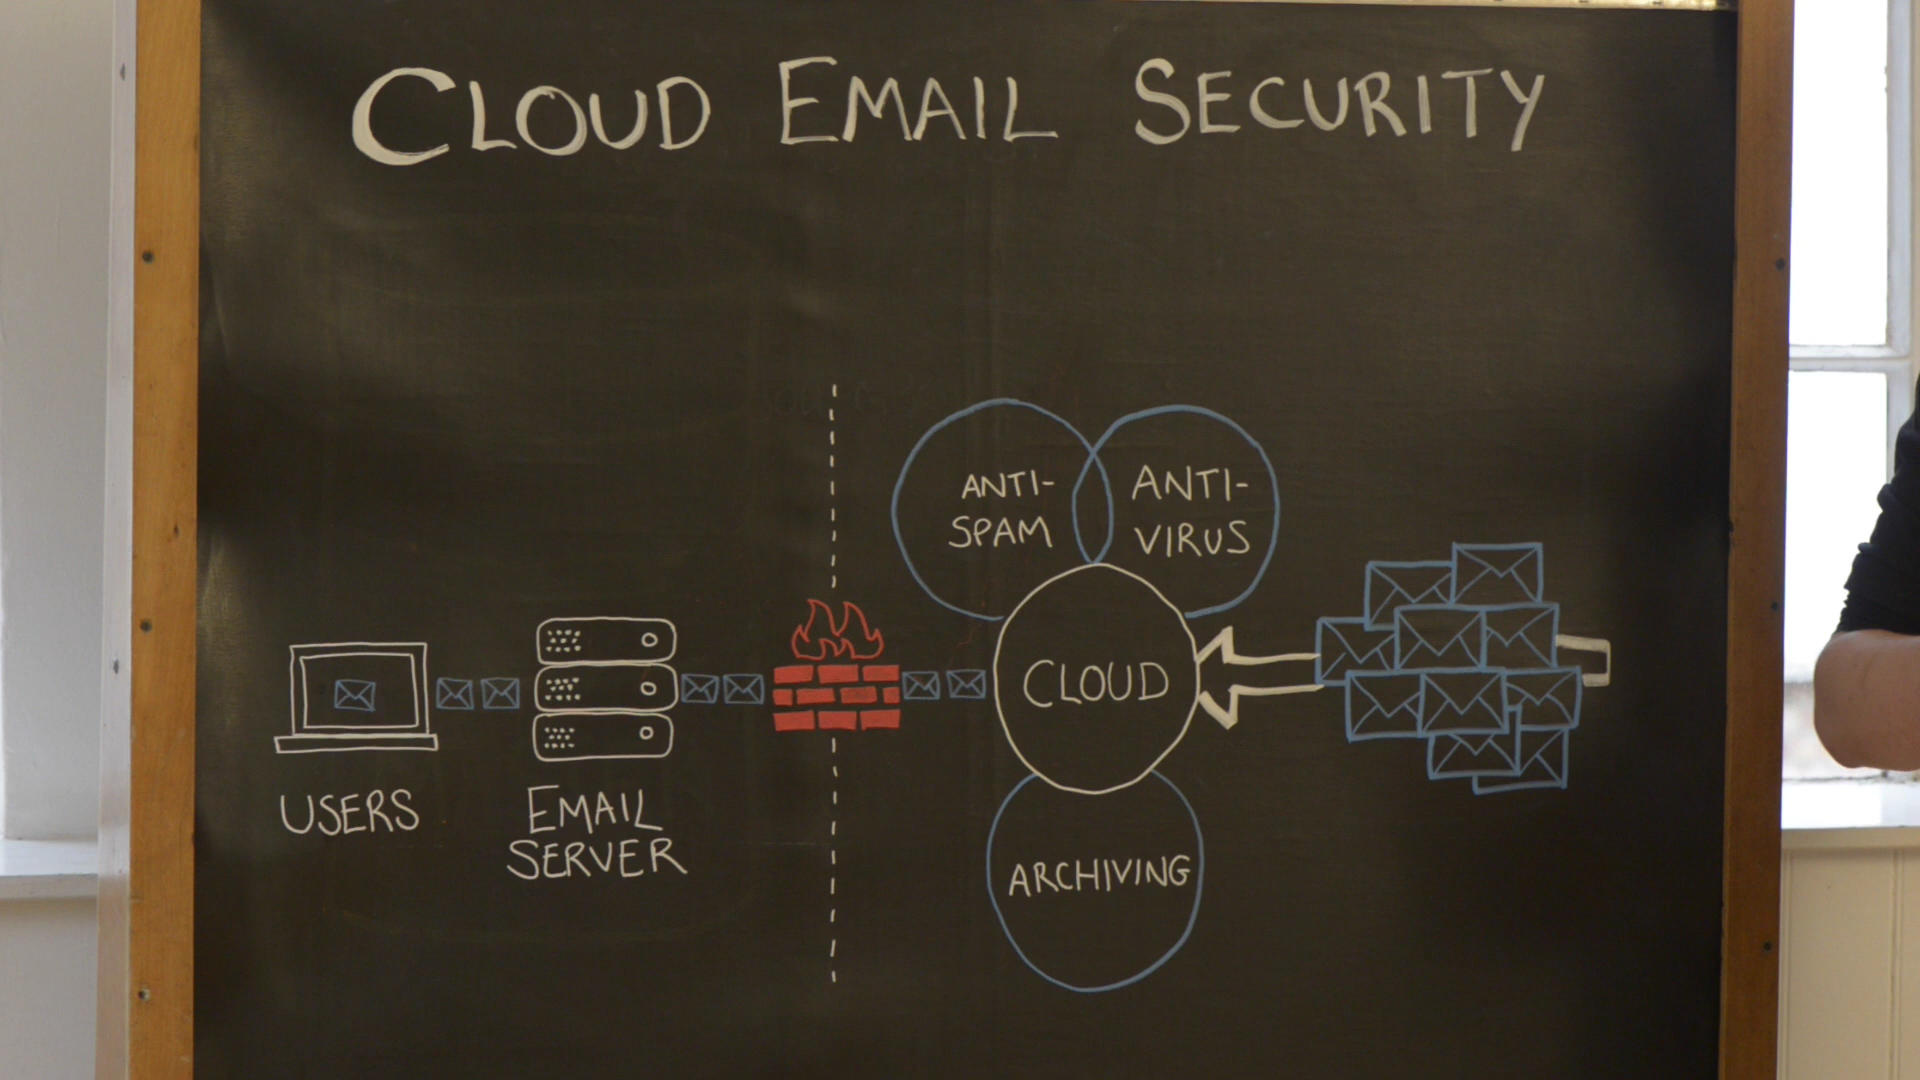 CLOUD EMAIL SECURITY
ANTI-
SPAM
ANTI-
VIRUS
CLOUD
USERS
EMAIL
SERVER
ARCHIVING